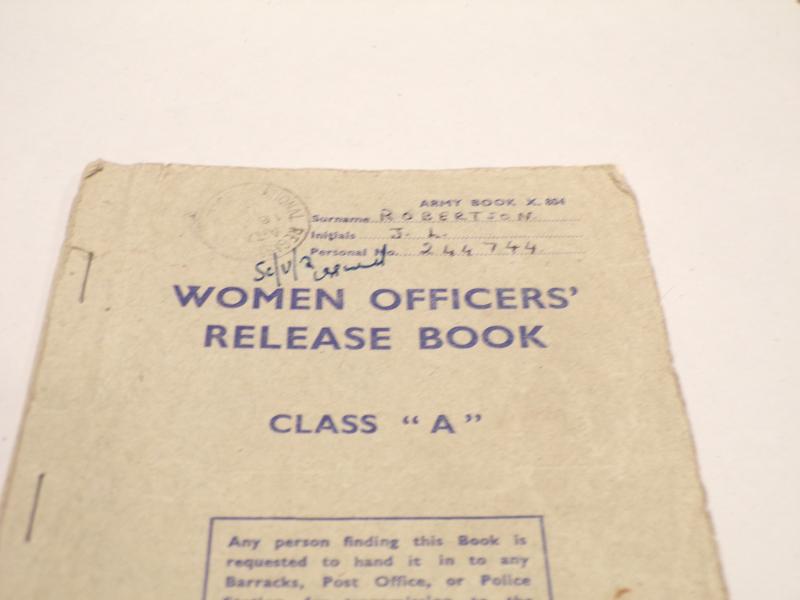 ARMY BOOK X. 804
Surname ROBERTSON
Initials J. L.
Personal No. 244744
WOMEN OFFICERS'
RELEASE BOOK
CLASS "A"
Any person finding this Book is
requested to hand it in to any
Barracks, Post Office, or Police